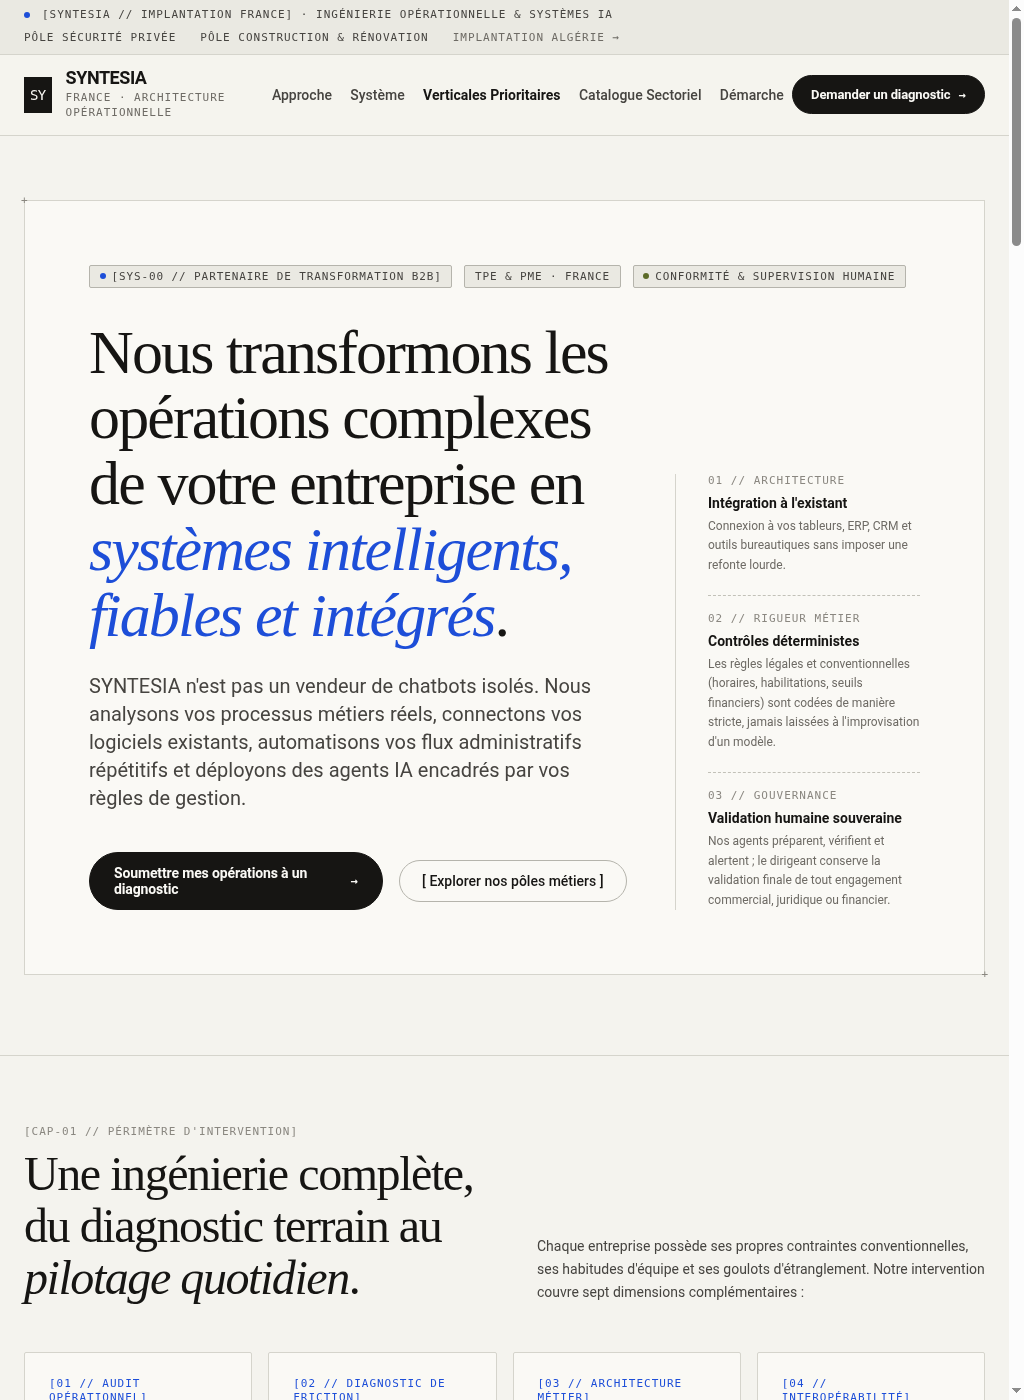 [SYNTESIA // IMPLANTATION FRANCE] · INGÉNIERIE OPÉRATIONNELLE & SYSTÈMES IA
PÔLE SÉCURITÉ PRIVÉE PÔLE CONSTRUCTION & RÉNOVATION IMPLANTATION ALGÉRIE →
SY
SYNTESIA
FRANCE · ARCHITECTURE
OPÉRATIONNELLE
Approche Système Verticales Prioritaires Catalogue Sectoriel Démarche Demander un diagnostic →
[SYS-00 // PARTENAIRE DE TRANSFORMATION B2B] TPE & PME · FRANCE CONFORMITÉ & SUPERVISION HUMAINE
Nous transformons les
opérations complexes
de votre entreprise en
systèmes intelligents,
fiables et intégrés.
SYNTESIA n'est pas un vendeur de chatbots isolés. Nous
analysons vos processus métiers réels, connectons vos
logiciels existants, automatisons vos flux administratifs
répétitifs et déployons des agents IA encadrés par vos
règles de gestion.
Soumettre mes opérations à un
diagnostic →
[ Explorer nos pôles métiers ]
01 // ARCHITECTURE
Intégration à l'existant
Connexion à vos tableurs, ERP, CRM et
outils bureautiques sans imposer une
refonte lourde.
02 // RIGUEUR MÉTIER
Contrôles déterministes
Les règles légales et conventionnelles
(horaires, habilitations, seuils
financiers) sont codées de manière
stricte, jamais laissées à l'improvisation
d'un modèle.
03 // GOUVERNANCE
Validation humaine souveraine
Nos agents préparent, vérifient et
alertent ; le dirigeant conserve la
validation finale de tout engagement
commercial, juridique ou financier.
[CAP-01 // PÉRIMÈTRE D'INTERVENTION]
Une ingénierie complète,
du diagnostic terrain au
pilotage quotidien.
Chaque entreprise possède ses propres contraintes conventionnelles,
ses habitudes d'équipe et ses goulots d'étranglement. Notre intervention
couvre sept dimensions complémentaires :
[01 // AUDIT
OPÉRATIONNEL]
[02 // DIAGNOSTIC DE
FRICTION]
[03 // ARCHITECTURE
MÉTIER]
[04 //
INTEROPÉRABILITÉ]